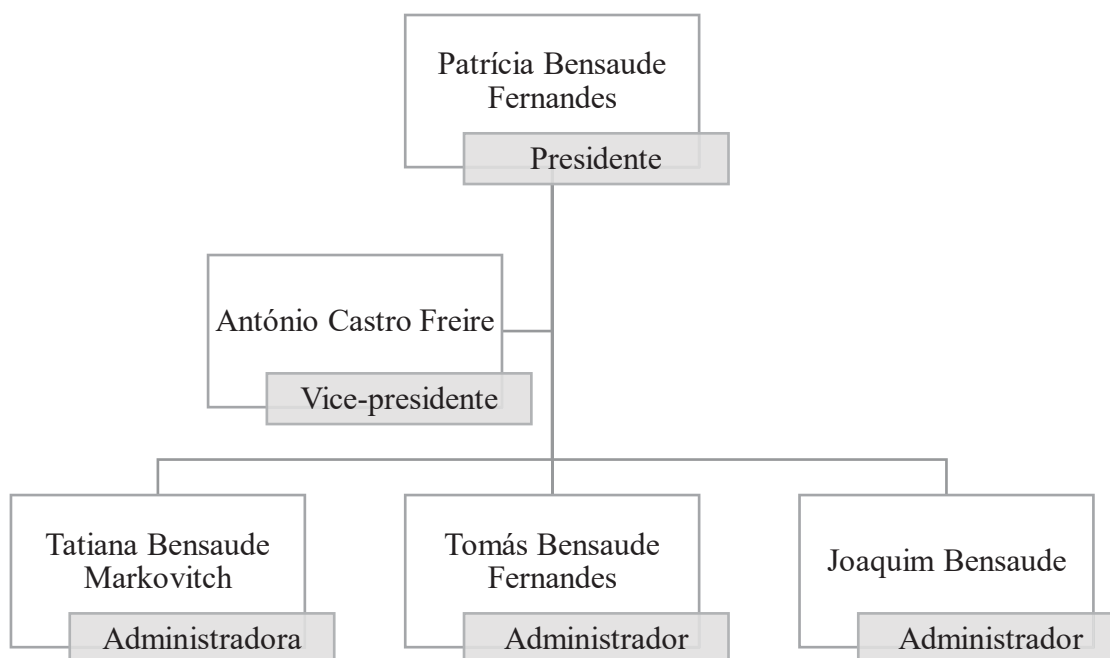 Patrícia Bensaude
Fernandes
Presidente
António Castro Freire
Vice-presidente
Tatiana Bensaude
Markovitch
Administradora
Tomás Bensaude
Fernandes
Administrador
Joaquim Bensaude
Administrador